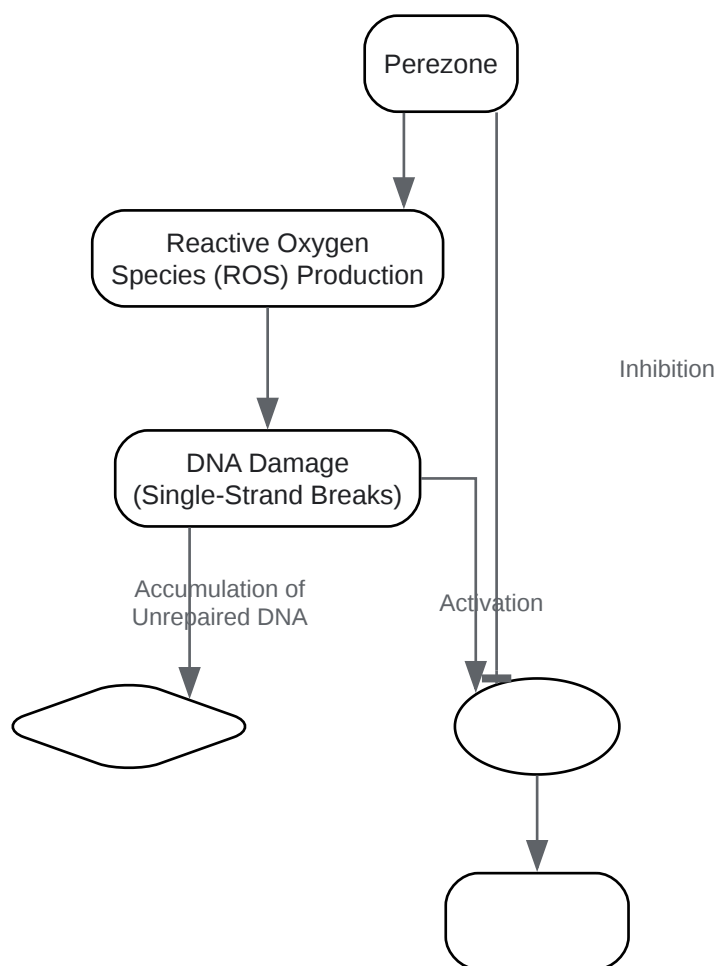 Perezone
Reactive Oxygen
Species (ROS) Production
Inhibition
DNA Damage
(Single-Strand Breaks)
Accumulation of
Unrepaired DNA
Activation